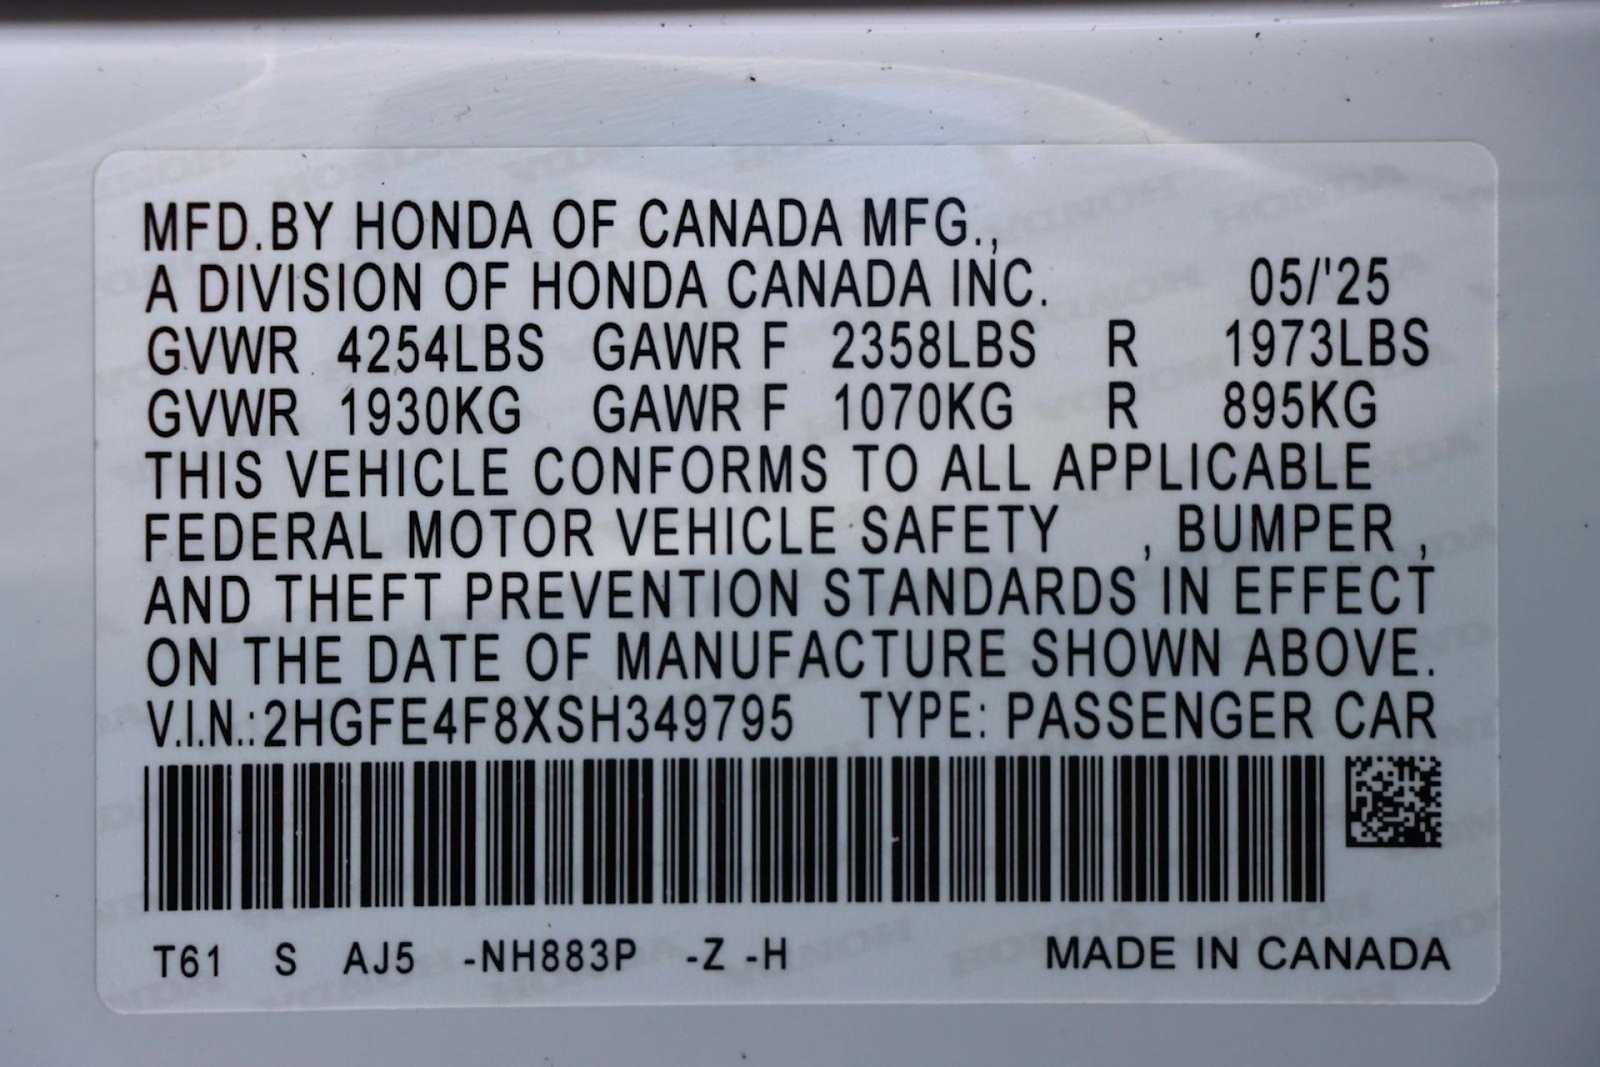 MFD.BY HONDA OF CANADA MFG.,
A DIVISION OF HONDA CANADA INC. 05/'25
GVWR 4254LBS GAWR F 2358LBS R 1973LBS
GVWR 1930KG GAWR F 1070KG R 895KG
THIS VEHICLE CONFORMS TO ALL APPLICABLE
FEDERAL MOTOR VEHICLE SAFETY , BUMPER ,
AND THEFT PREVENTION STANDARDS IN EFFECT
ON THE DATE OF MANUFACTURE SHOWN ABOVE.
V.I.N.:2HGFE4F8XSH349795 TYPE: PASSENGER CAR
T61 S AJ5 -NH883P -Z -H MADE IN CANADA